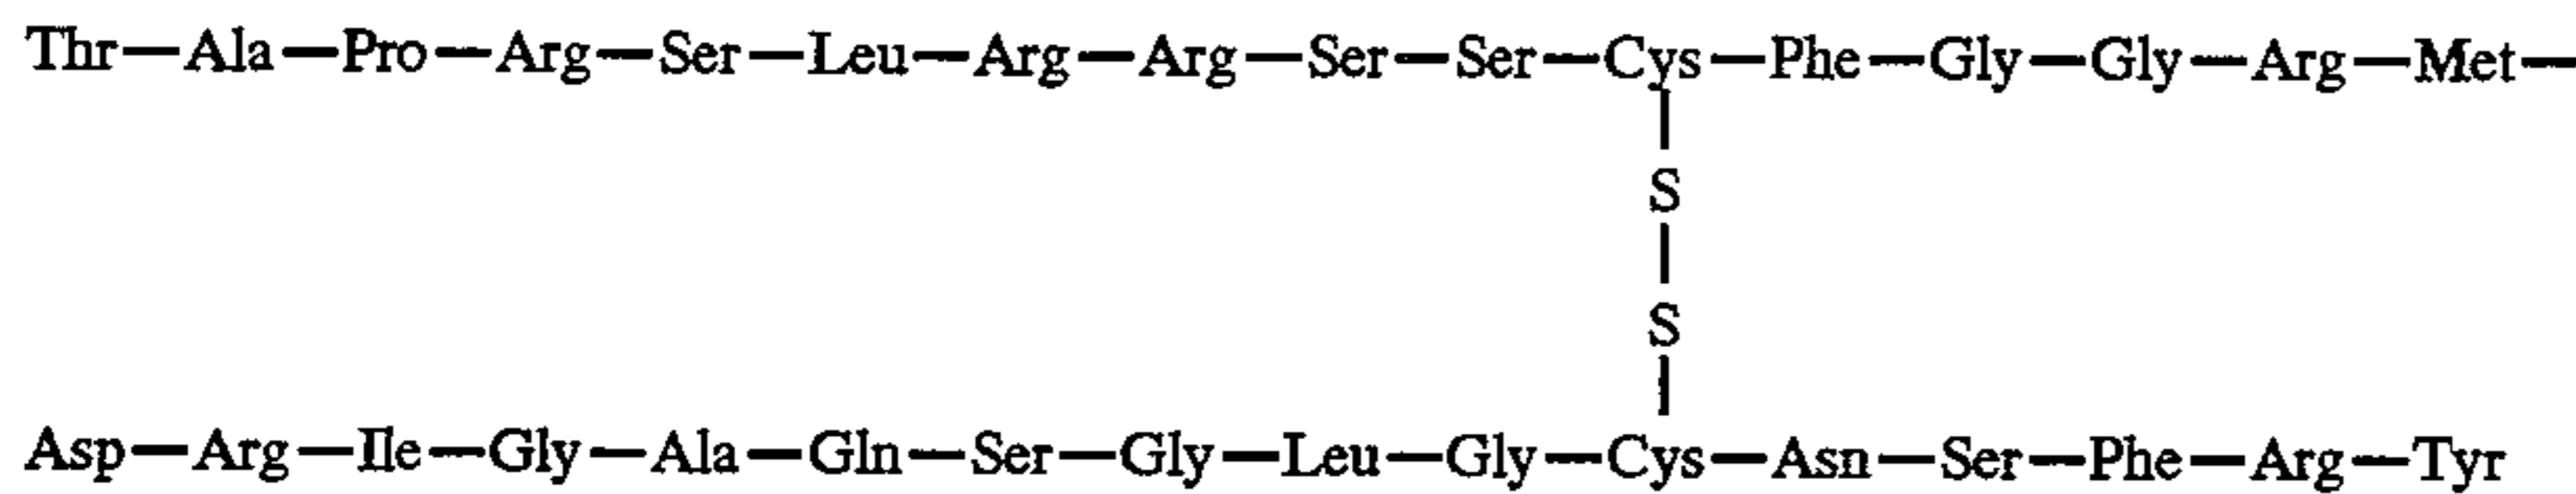 Thr—Ala—Pro—Arg—Ser—Leu—Arg—Arg—Ser—Ser—Cys—Phe—Gly—Gly—Arg—Met—
S
S
Asp—Arg—Ile—Gly—Ala—Gln—Ser—Gly—Leu—Gly—Cys—Asn—Ser—Phe—Arg—Tyr